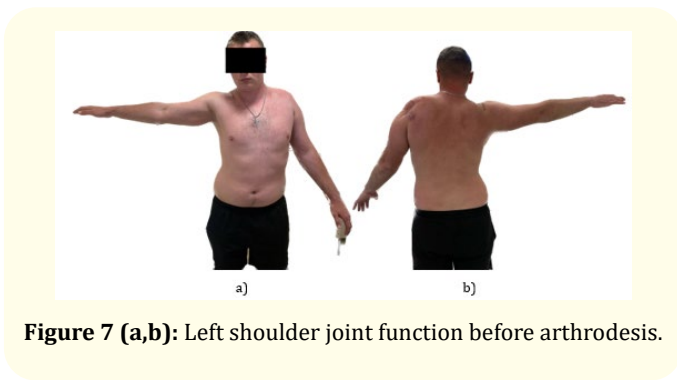 a)
b)
Figure 7 (a,b): Left shoulder joint function before arthrodesis.